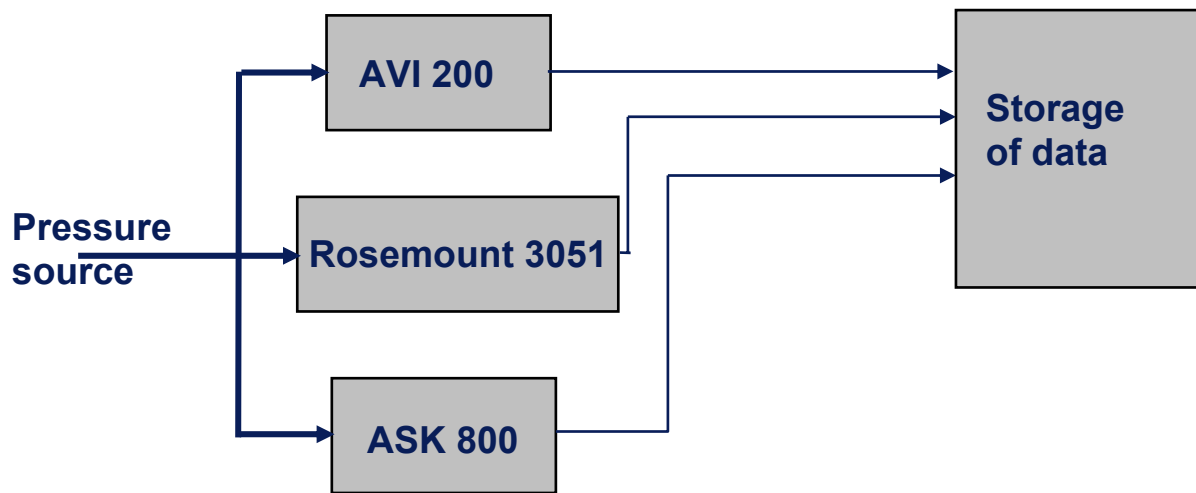 AVI 200
Storage
of data
Pressure
source
Rosemount 3051
ASK 800